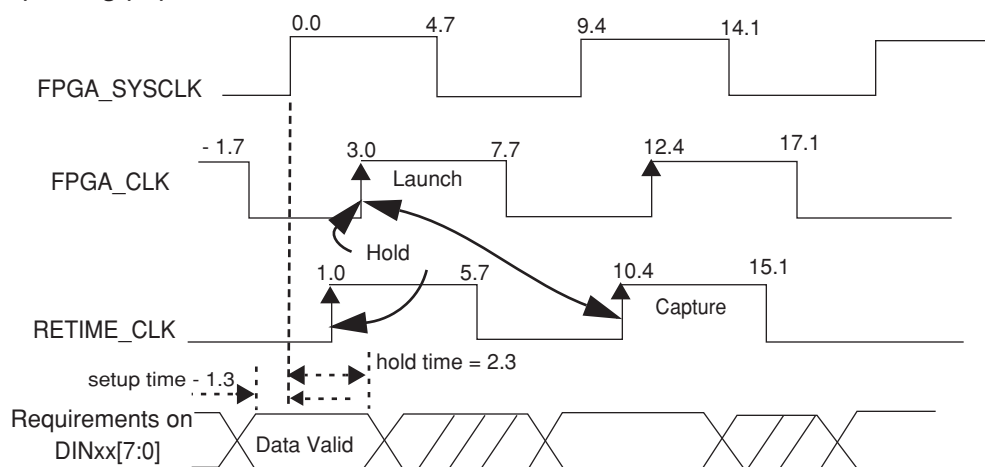 0.0 4.7 9.4 14.1
FPGA_SYSCLK
- 1.7 3.0 7.7 12.4 17.1
FPGA_CLK
Launch
Hold
1.0 5.7 10.4 15.1
RETIME_CLK
Capture
hold time = 2.3
setup time - 1.3
Requirements on
DINxx[7:0]
Data Valid